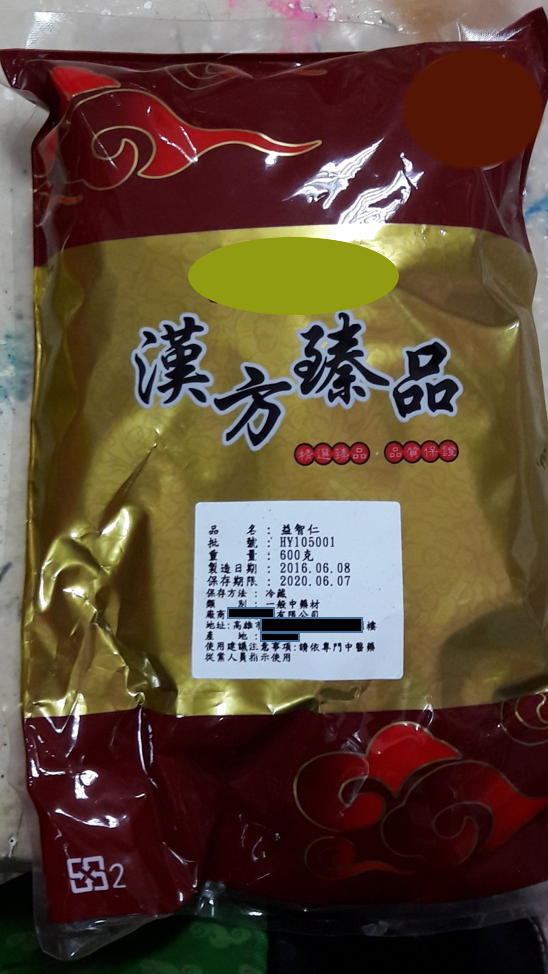 漢方臻品
精選臻品・品質保證
品 名：益智仁
批 號：HY105001
重 量：600克
製造日期：2016.06.08
保存期限：2020.06.07
保存方法：冷藏
類 別：一般中藥材
廠商 有限公司
地址：高雄市 樓
產 地：
使用建議注意事項：請依專門中醫藥
從業人員指示使用
2